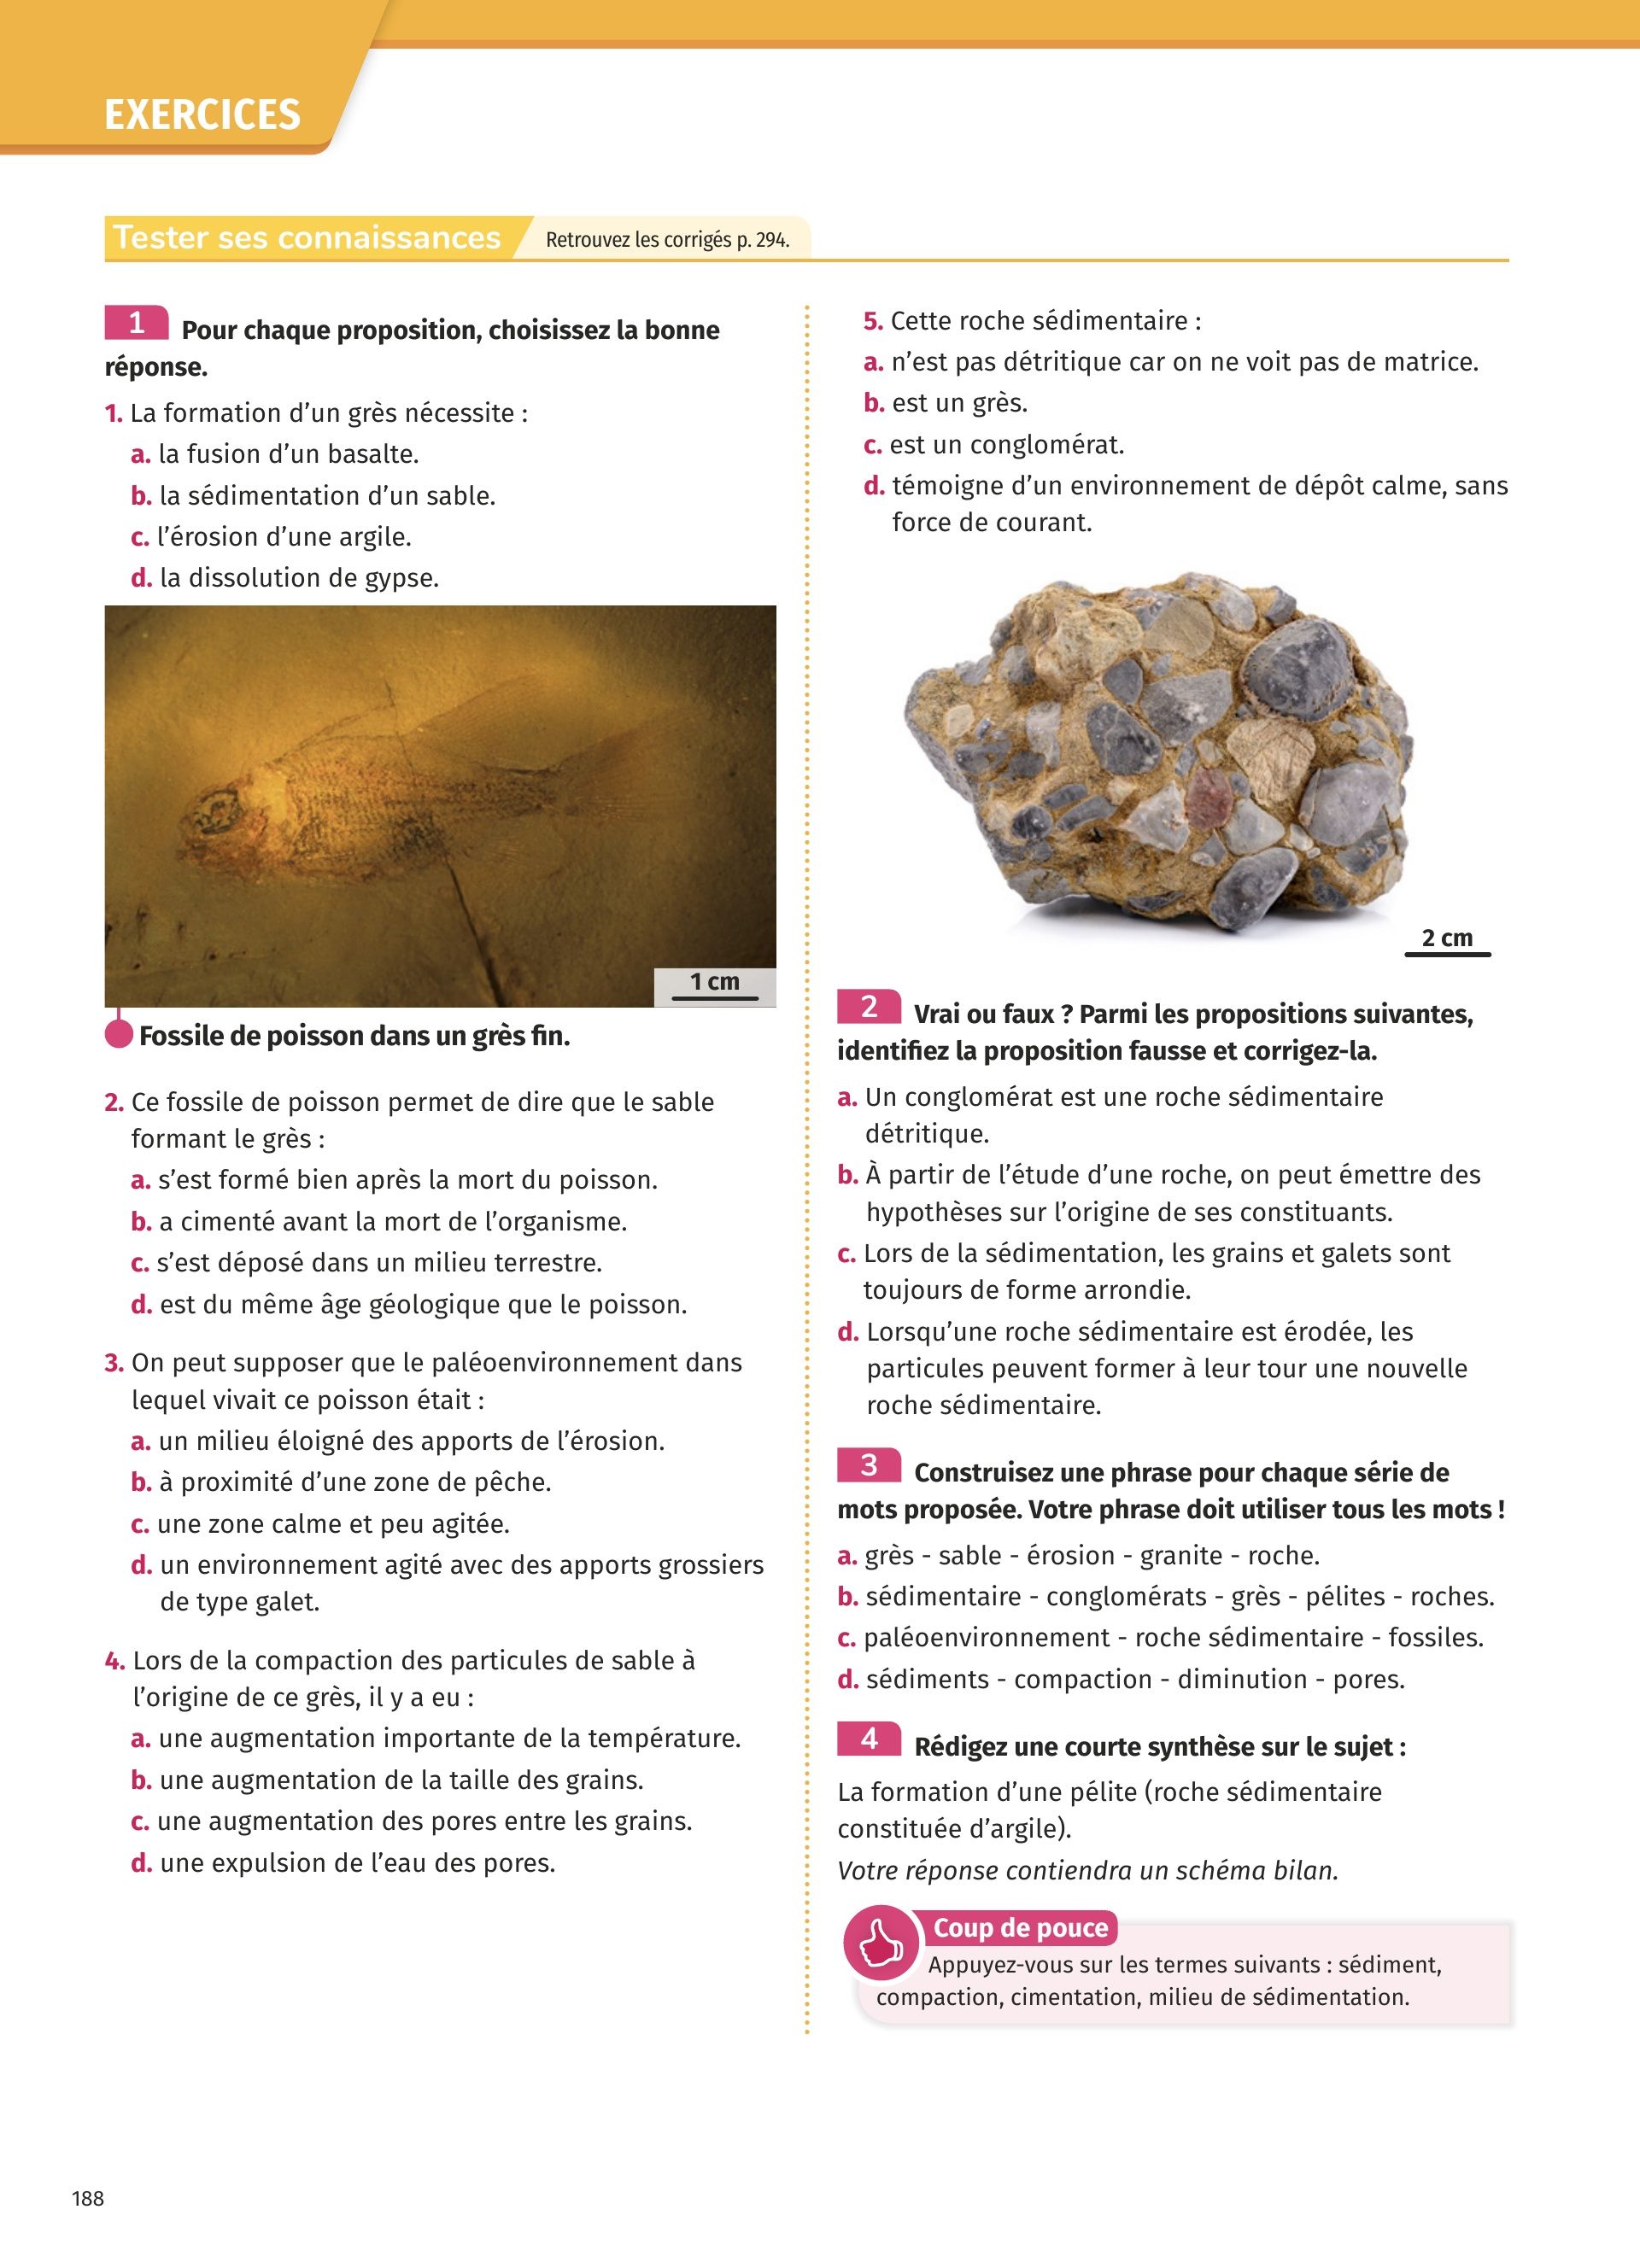 EXERCICES
Tester ses connaissances
Retrouvez les corrigés p. 294.
1 Pour chaque proposition, choisissez la bonne
réponse.
1. La formation d’un grès nécessite :
a. la fusion d’un basalte.
b. la sédimentation d’un sable.
c. l’érosion d’une argile.
d. la dissolution de gypse.
1 cm
Fossile de poisson dans un grès fin.
2. Ce fossile de poisson permet de dire que le sable
formant le grès :
a. s’est formé bien après la mort du poisson.
b. a cimenté avant la mort de l’organisme.
c. s’est déposé dans un milieu terrestre.
d. est du même âge géologique que le poisson.
3. On peut supposer que le paléoenvironnement dans
lequel vivait ce poisson était :
a. un milieu éloigné des apports de l’érosion.
b. à proximité d’une zone de pêche.
c. une zone calme et peu agitée.
d. un environnement agité avec des apports grossiers
de type galet.
4. Lors de la compaction des particules de sable à
l’origine de ce grès, il y a eu :
a. une augmentation importante de la température.
b. une augmentation de la taille des grains.
c. une augmentation des pores entre les grains.
d. une expulsion de l’eau des pores.
5. Cette roche sédimentaire :
a. n’est pas détritique car on ne voit pas de matrice.
b. est un grès.
c. est un conglomérat.
d. témoigne d’un environnement de dépôt calme, sans
force de courant.
2 cm
2 Vrai ou faux ? Parmi les propositions suivantes,
identifiez la proposition fausse et corrigez-la.
a. Un conglomérat est une roche sédimentaire
détritique.
b. À partir de l’étude d’une roche, on peut émettre des
hypothèses sur l’origine de ses constituants.
c. Lors de la sédimentation, les grains et galets sont
toujours de forme arrondie.
d. Lorsqu’une roche sédimentaire est érodée, les
particules peuvent former à leur tour une nouvelle
roche sédimentaire.
3 Construisez une phrase pour chaque série de
mots proposée. Votre phrase doit utiliser tous les mots !
a. grès - sable - érosion - granite - roche.
b. sédimentaire - conglomérats - grès - pélites - roches.
c. paléoenvironnement - roche sédimentaire - fossiles.
d. sédiments - compaction - diminution - pores.
4 Rédigez une courte synthèse sur le sujet :
La formation d’une pélite (roche sédimentaire
constituée d’argile).
Votre réponse contiendra un schéma bilan.
Coup de pouce
Appuyez-vous sur les termes suivants : sédiment,
compaction, cimentation, milieu de sédimentation.
188